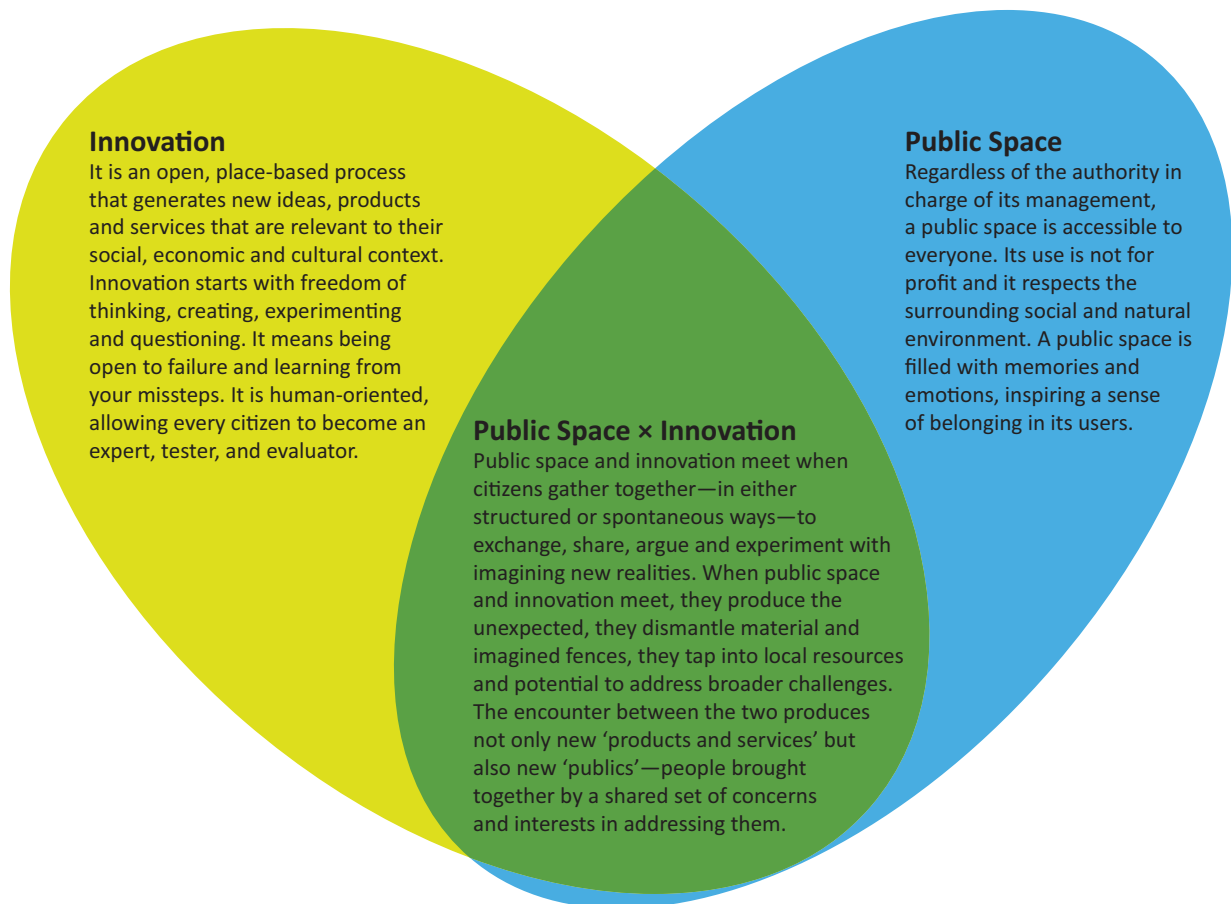 Innovation
It is an open, place-based process
that generates new ideas, products
and services that are relevant to their
social, economic and cultural context.
Innovation starts with freedom of
thinking, creating, experimenting
and questioning. It means being
open to failure and learning from
your missteps. It is human-oriented,
allowing every citizen to become an
expert, tester, and evaluator.
Public Space
Regardless of the authority in
charge of its management,
a public space is accessible to
everyone. Its use is not for
profit and it respects the
surrounding social and natural
environment. A public space is
filled with memories and
emotions, inspiring a sense
of belonging in its users.
Public Space × Innovation
Public space and innovation meet when
citizens gather together—in either
structured or spontaneous ways—to
exchange, share, argue and experiment with
imagining new realities. When public space
and innovation meet, they produce the
unexpected, they dismantle material and
imagined fences, they tap into local resources
and potential to address broader challenges.
The encounter between the two produces
not only new ‘products and services’ but
also new ‘publics’—people brought
together by a shared set of concerns
and interests in addressing them.